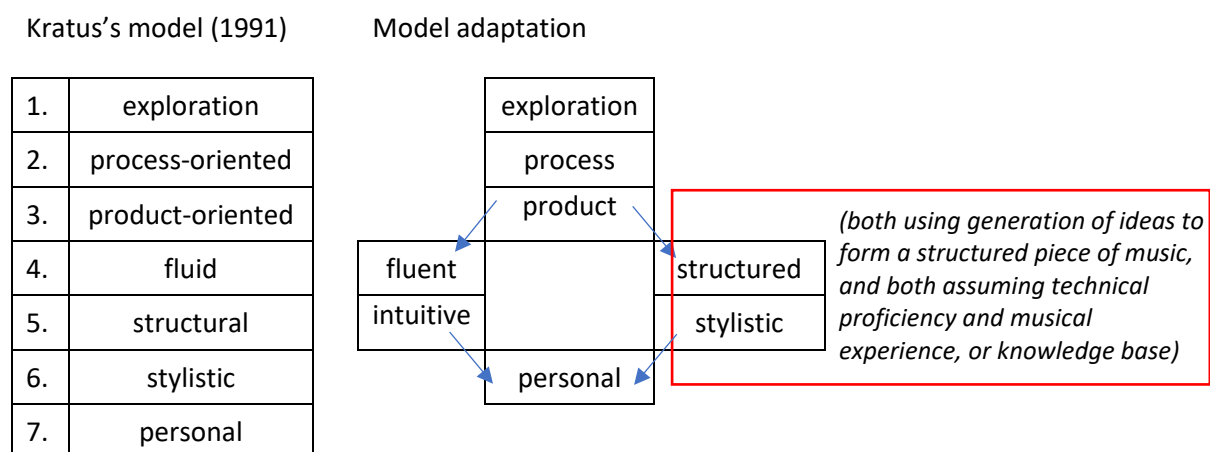 Kratus’s model (1991) Model adaptation
1. exploration
2. process-oriented
3. product-oriented
4. fluid
5. structural
6. stylistic
7. personal
exploration
process
product
fluent
intuitive
structured
stylistic
personal
(both using generation of ideas to
form a structured piece of music,
and both assuming technical
proficiency and musical
experience, or knowledge base)